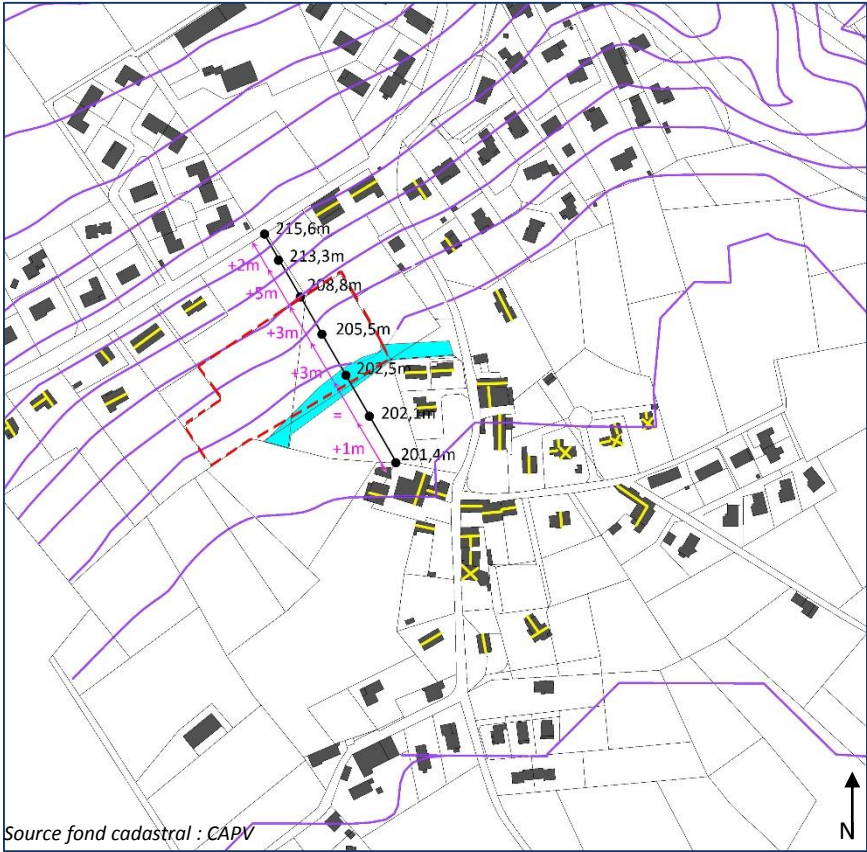 215,6m
+2m
213,3m
+5m
208,8m
+3m
205,5m
+3m
202,5m
=
202,1m
+1m
201,4m
Source fond cadastral : CAPV
N